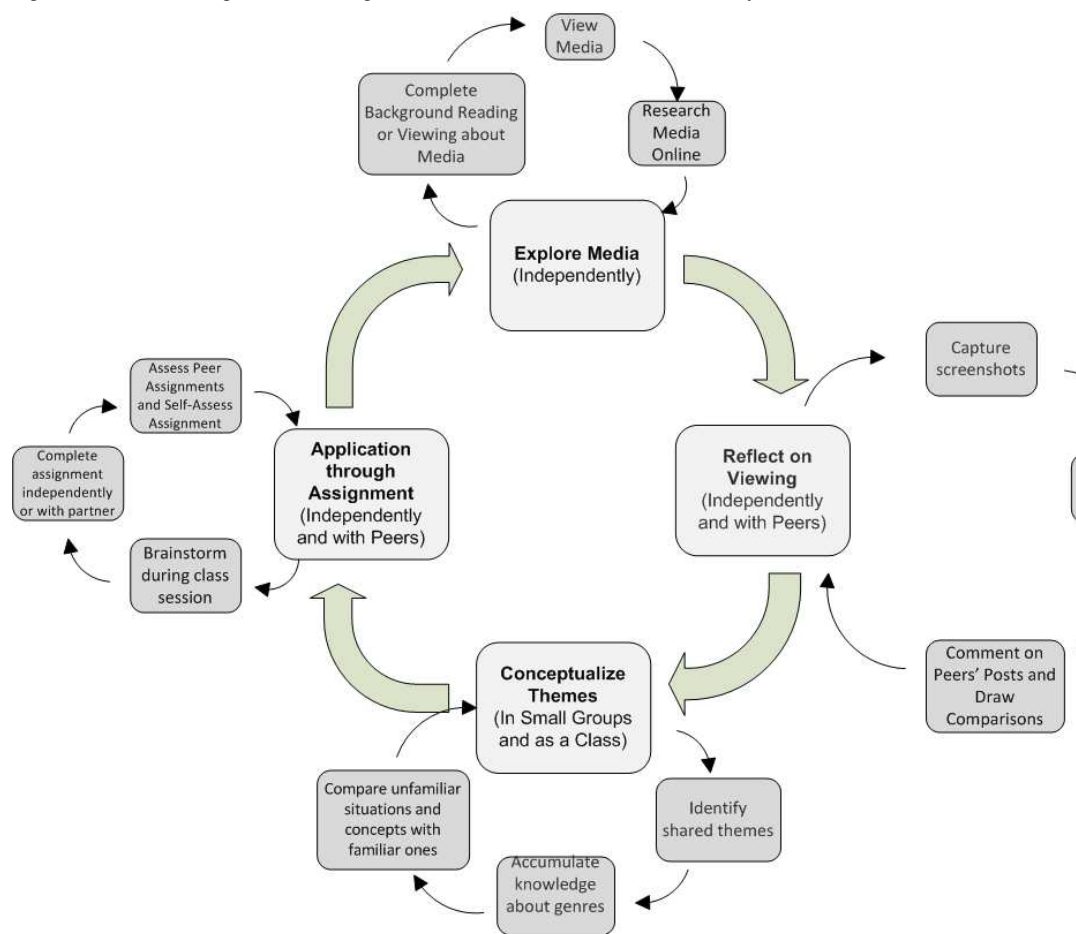 View
Media
Complete
Background Reading
or Viewing about
Media
Research
Media
Online
Explore Media
(Independently)
Capture
screenshots
Assess Peer
Assignments
and Self-Assess
Assignment
Complete
assignment
independently
or with partner
Brainstorm
during class
session
Application
through
Assignment
(Independently
and with Peers)
Reflect on
Viewing
(Independently
and with Peers)
Comment on
Peers' Posts and
Draw
Comparisons
Conceptualize
Themes
(In Small Groups
and as a Class)
Compare unfamiliar
situations and
concepts with
familiar ones
Identify
shared themes
Accumulate
knowledge
about genres